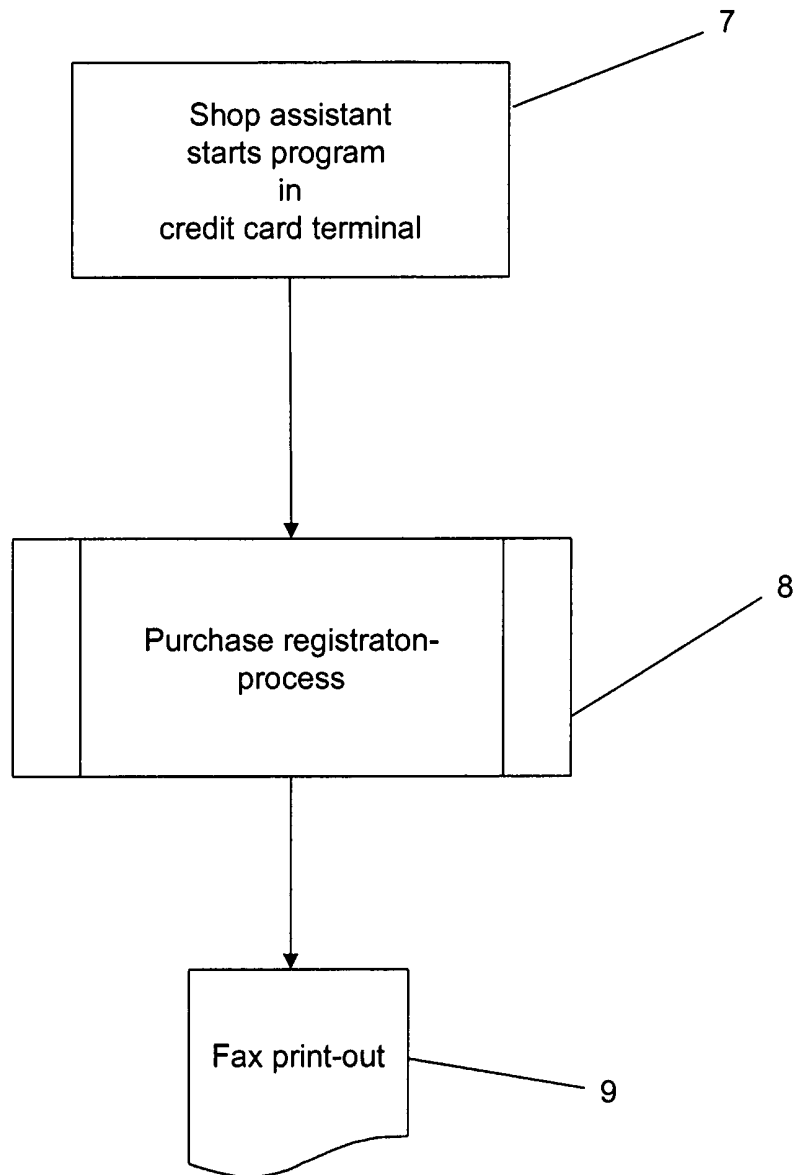 7
Shop assistant
starts program
in
credit card terminal
8
Purchase registraton-
process
Fax print-out
9